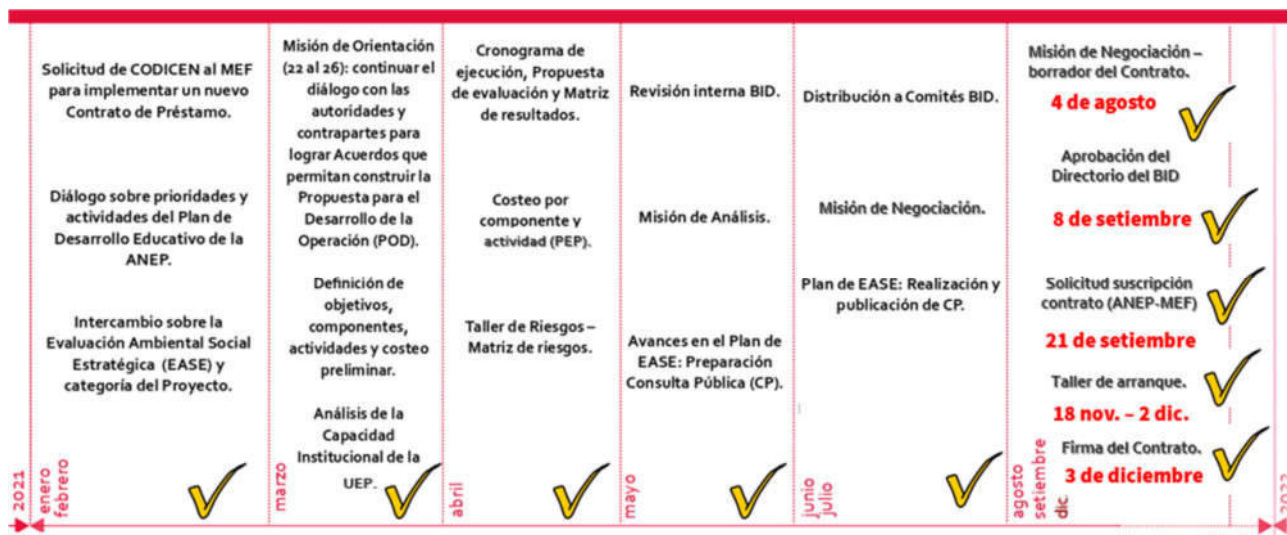 Solicitud de CODICEN al MEF
para implementar un nuevo
Contrato de Préstamo.
Diálogo sobre prioridades y
actividades del Plan de
Desarrollo Educativo de la
ANEP.
Intercambio sobre la
Evaluación Ambiental Social
Estratégica (EASE) y
categoría del Proyecto.
2021
enero
febrero
Misión de Orientación
(22 al 26): continuar el
diálogo con las
autoridades y
contrapartes para
lograr Acuerdos que
permitan construir la
Propuesta para el
Desarrollo de la
Operación (POD).
Definición de
objetivos,
componentes,
actividades y costeo
preliminar.
Análisis de la
Capacidad
Institucional de la
UEP.
marzo
Cronograma de
ejecución, Propuesta
de evaluación y Matriz
de resultados.
Costeo por
componente y
actividad (PEP).
Taller de Riesgos –
Matriz de riesgos.
abril
Revisión interna BID.
Misión de Análisis.
Avances en el Plan de
EASE: Preparación
Consulta Pública (CP).
mayo
Distribución a Comités BID.
Misión de Negociación.
Plan de EASE: Realización y
publicación de CP.
junio
julio
Misión de Negociación –
borrador del Contrato.
4 de agosto
Aprobación del
Directorio del BID
8 de setiembre
Solicitud suscripción
contrato (ANEP-MEF)
21 de setiembre
Taller de arranque.
18 nov. – 2 dic.
Firma del Contrato.
3 de diciembre
agosto
setiembre
dic.